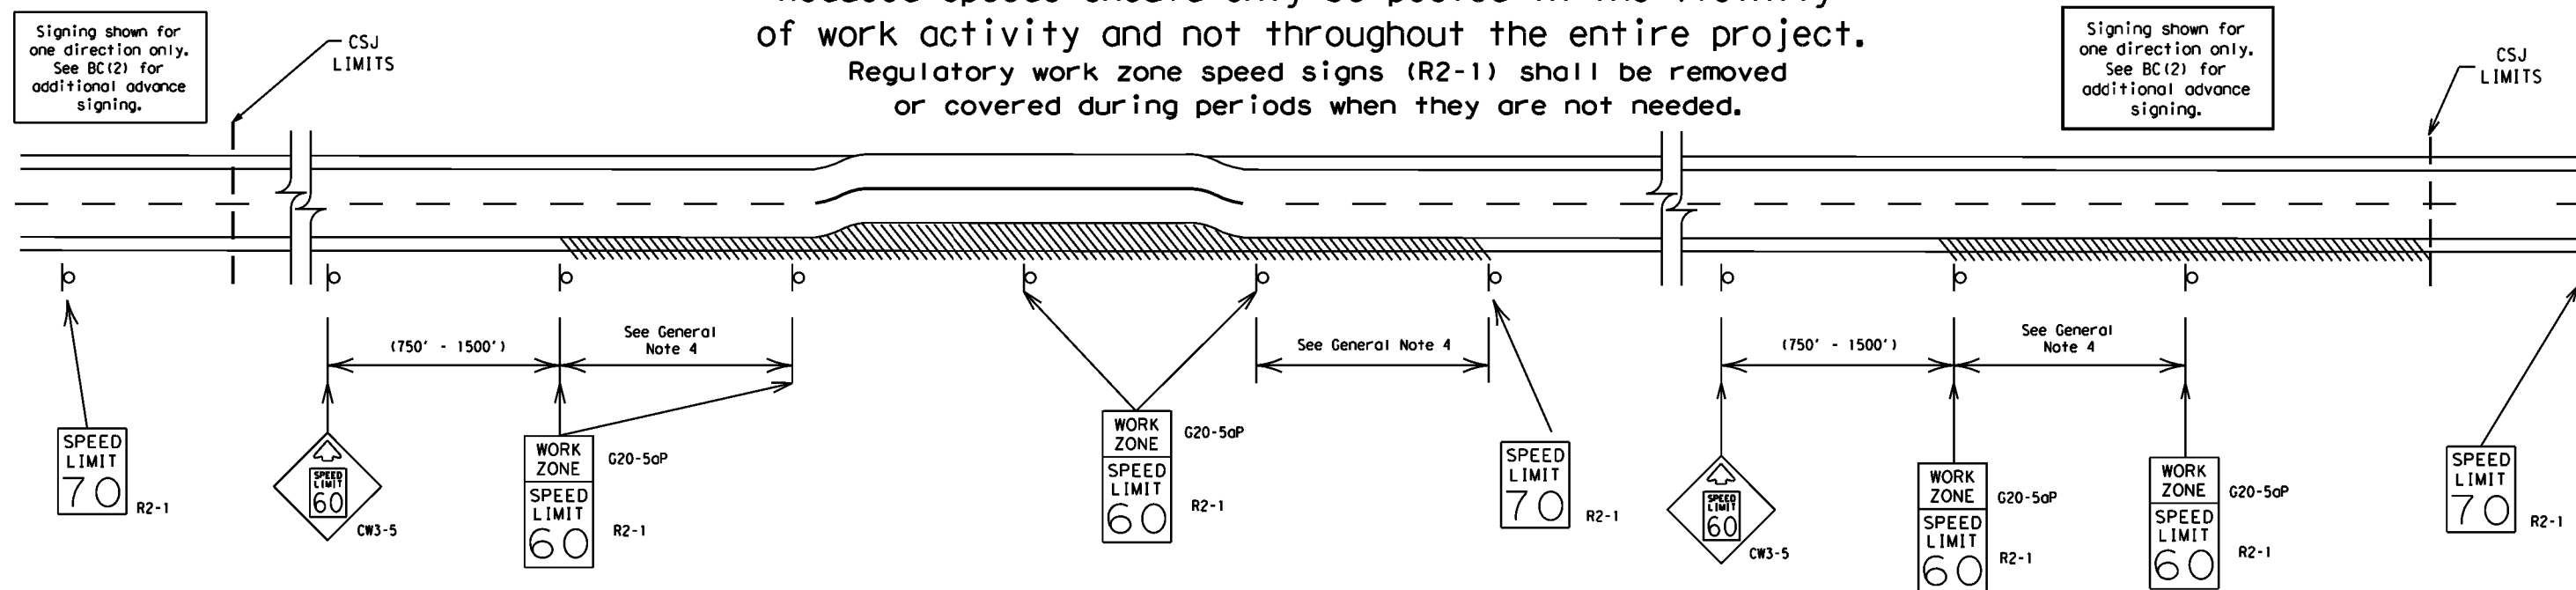 of work activity and not throughout the entire project.
Regulatory work zone speed signs (R2-1) shall be removed
or covered during periods when they are not needed.
Signing shown for
one direction only.
See BC(2) for
additional advance
signing.
CSJ
LIMITS
Signing shown for
one direction only.
See BC(2) for
additional advance
signing.
CSJ
LIMITS
(750' - 1500')
See General
Note 4
See General Note 4
(750' - 1500')
See General
Note 4
SPEED
LIMIT
70
R2-1
SPEED
LIMIT
60
CW3-5
WORK
ZONE
G20-5aP
SPEED
LIMIT
60
R2-1
WORK
ZONE
G20-5aP
SPEED
LIMIT
60
R2-1
SPEED
LIMIT
70
R2-1
SPEED
LIMIT
60
CW3-5
WORK
ZONE
G20-5aP
SPEED
LIMIT
60
R2-1
WORK
ZONE
G20-5aP
SPEED
LIMIT
60
R2-1
SPEED
LIMIT
70
R2-1